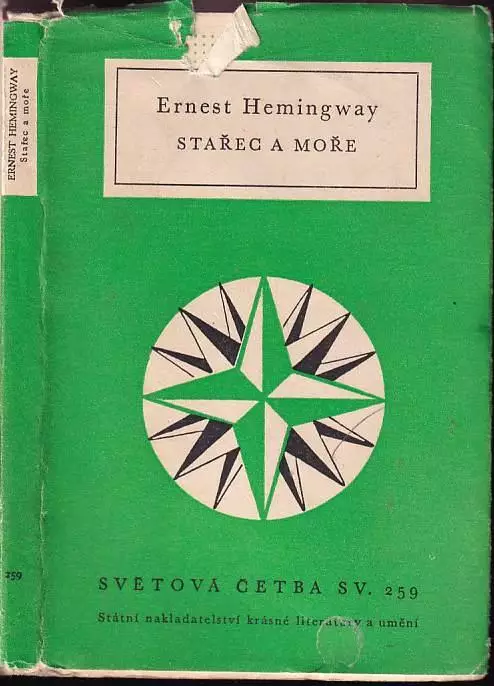 ERNEST HEMINGWAY
Stařec a moře
259
Ernest Hemingway
STAŘEC A MOŘE
SVĚTOVÁ ČETBA SV. 259
Státní nakladatelství krásné literatury a umění